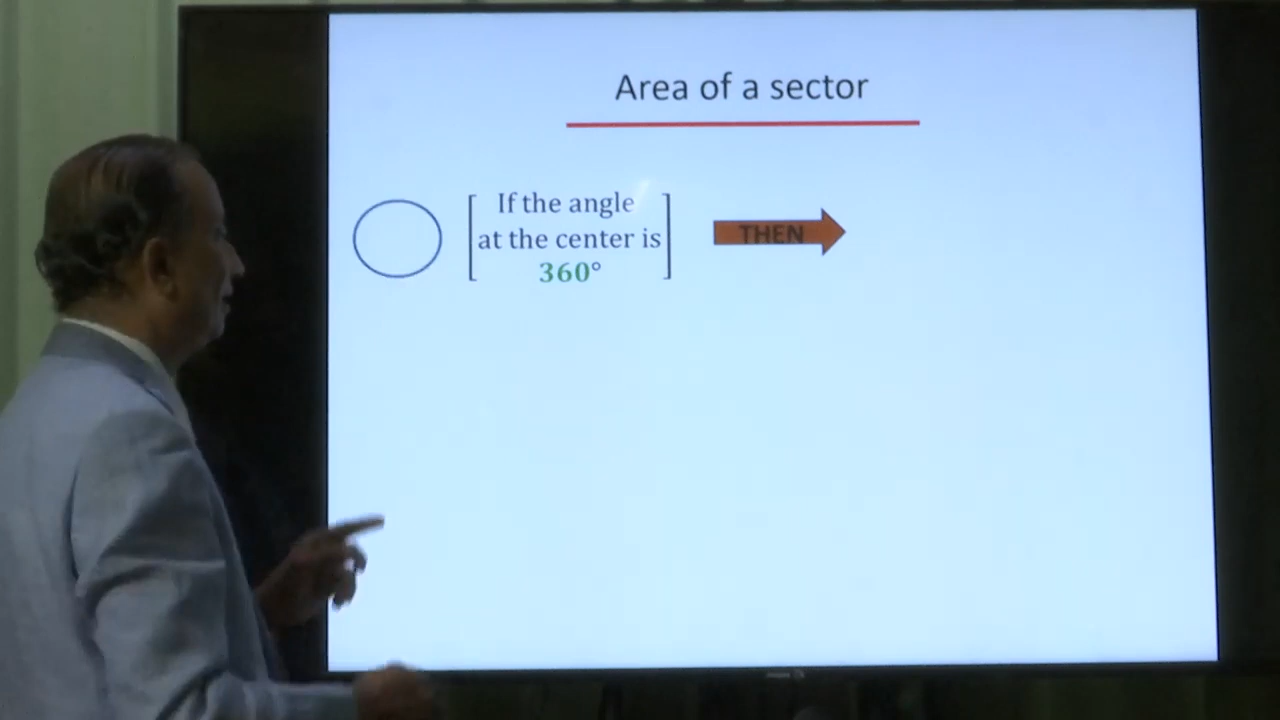 Area of a sector
If the angle
at the center is
360°
THEN